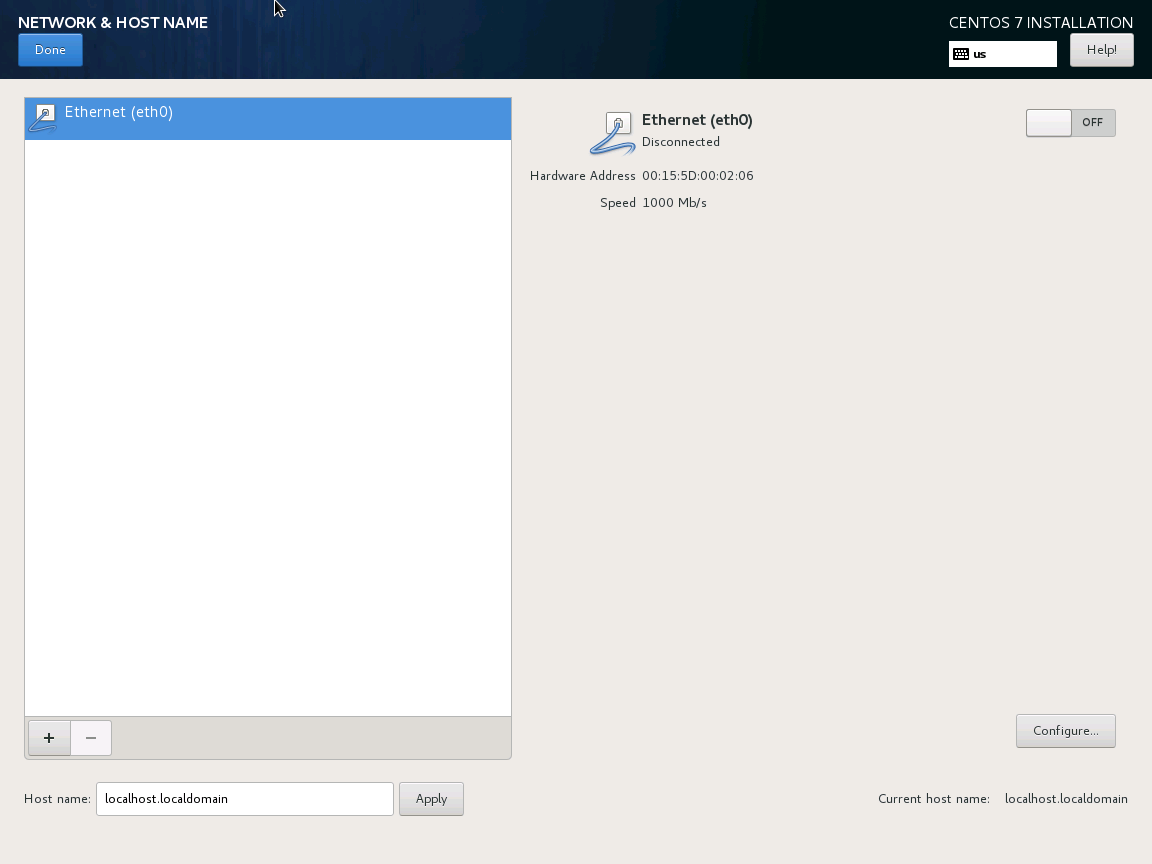 NETWORK & HOST NAME
CENTOS 7 INSTALLATION
Done
us
Help!
Ethernet (eth0)
Ethernet (eth0)
Disconnected
OFF
Hardware Address 00:15:5D:00:02:06
Speed 1000 Mb/s
+ −
Configure...
Host name: localhost.localdomain Apply
Current host name: localhost.localdomain